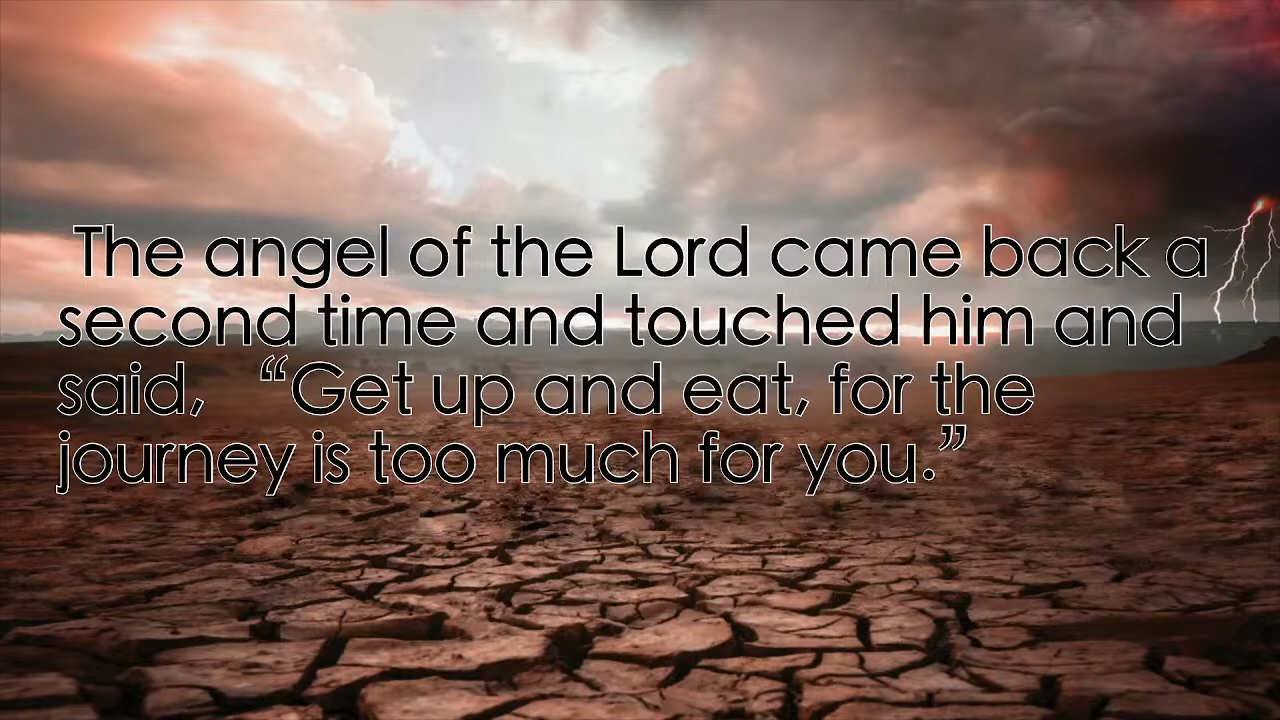 The angel of the Lord came back a
second time and touched him and
said, “Get up and eat, for the
journey is too much for you.”